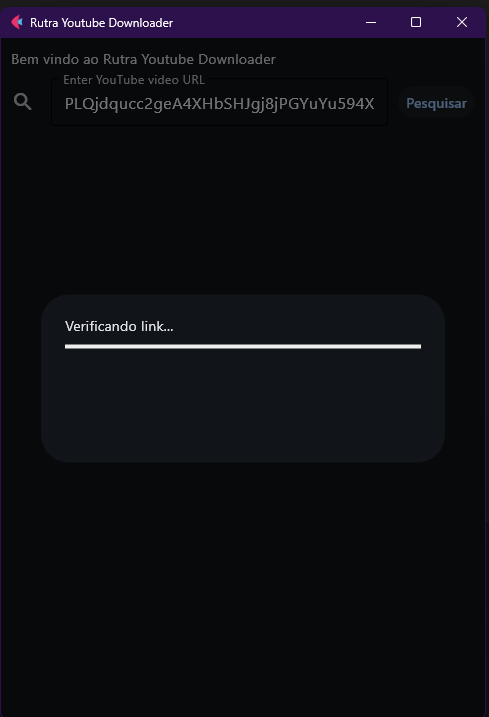 Rutra Youtube Downloader
Bem vindo ao Rutra Youtube Downloader
Enter YouTube video URL
PLQjdqucc2geA4XHbSHJgj8jPGYuYu594X
Pesquisar
Verificando link...